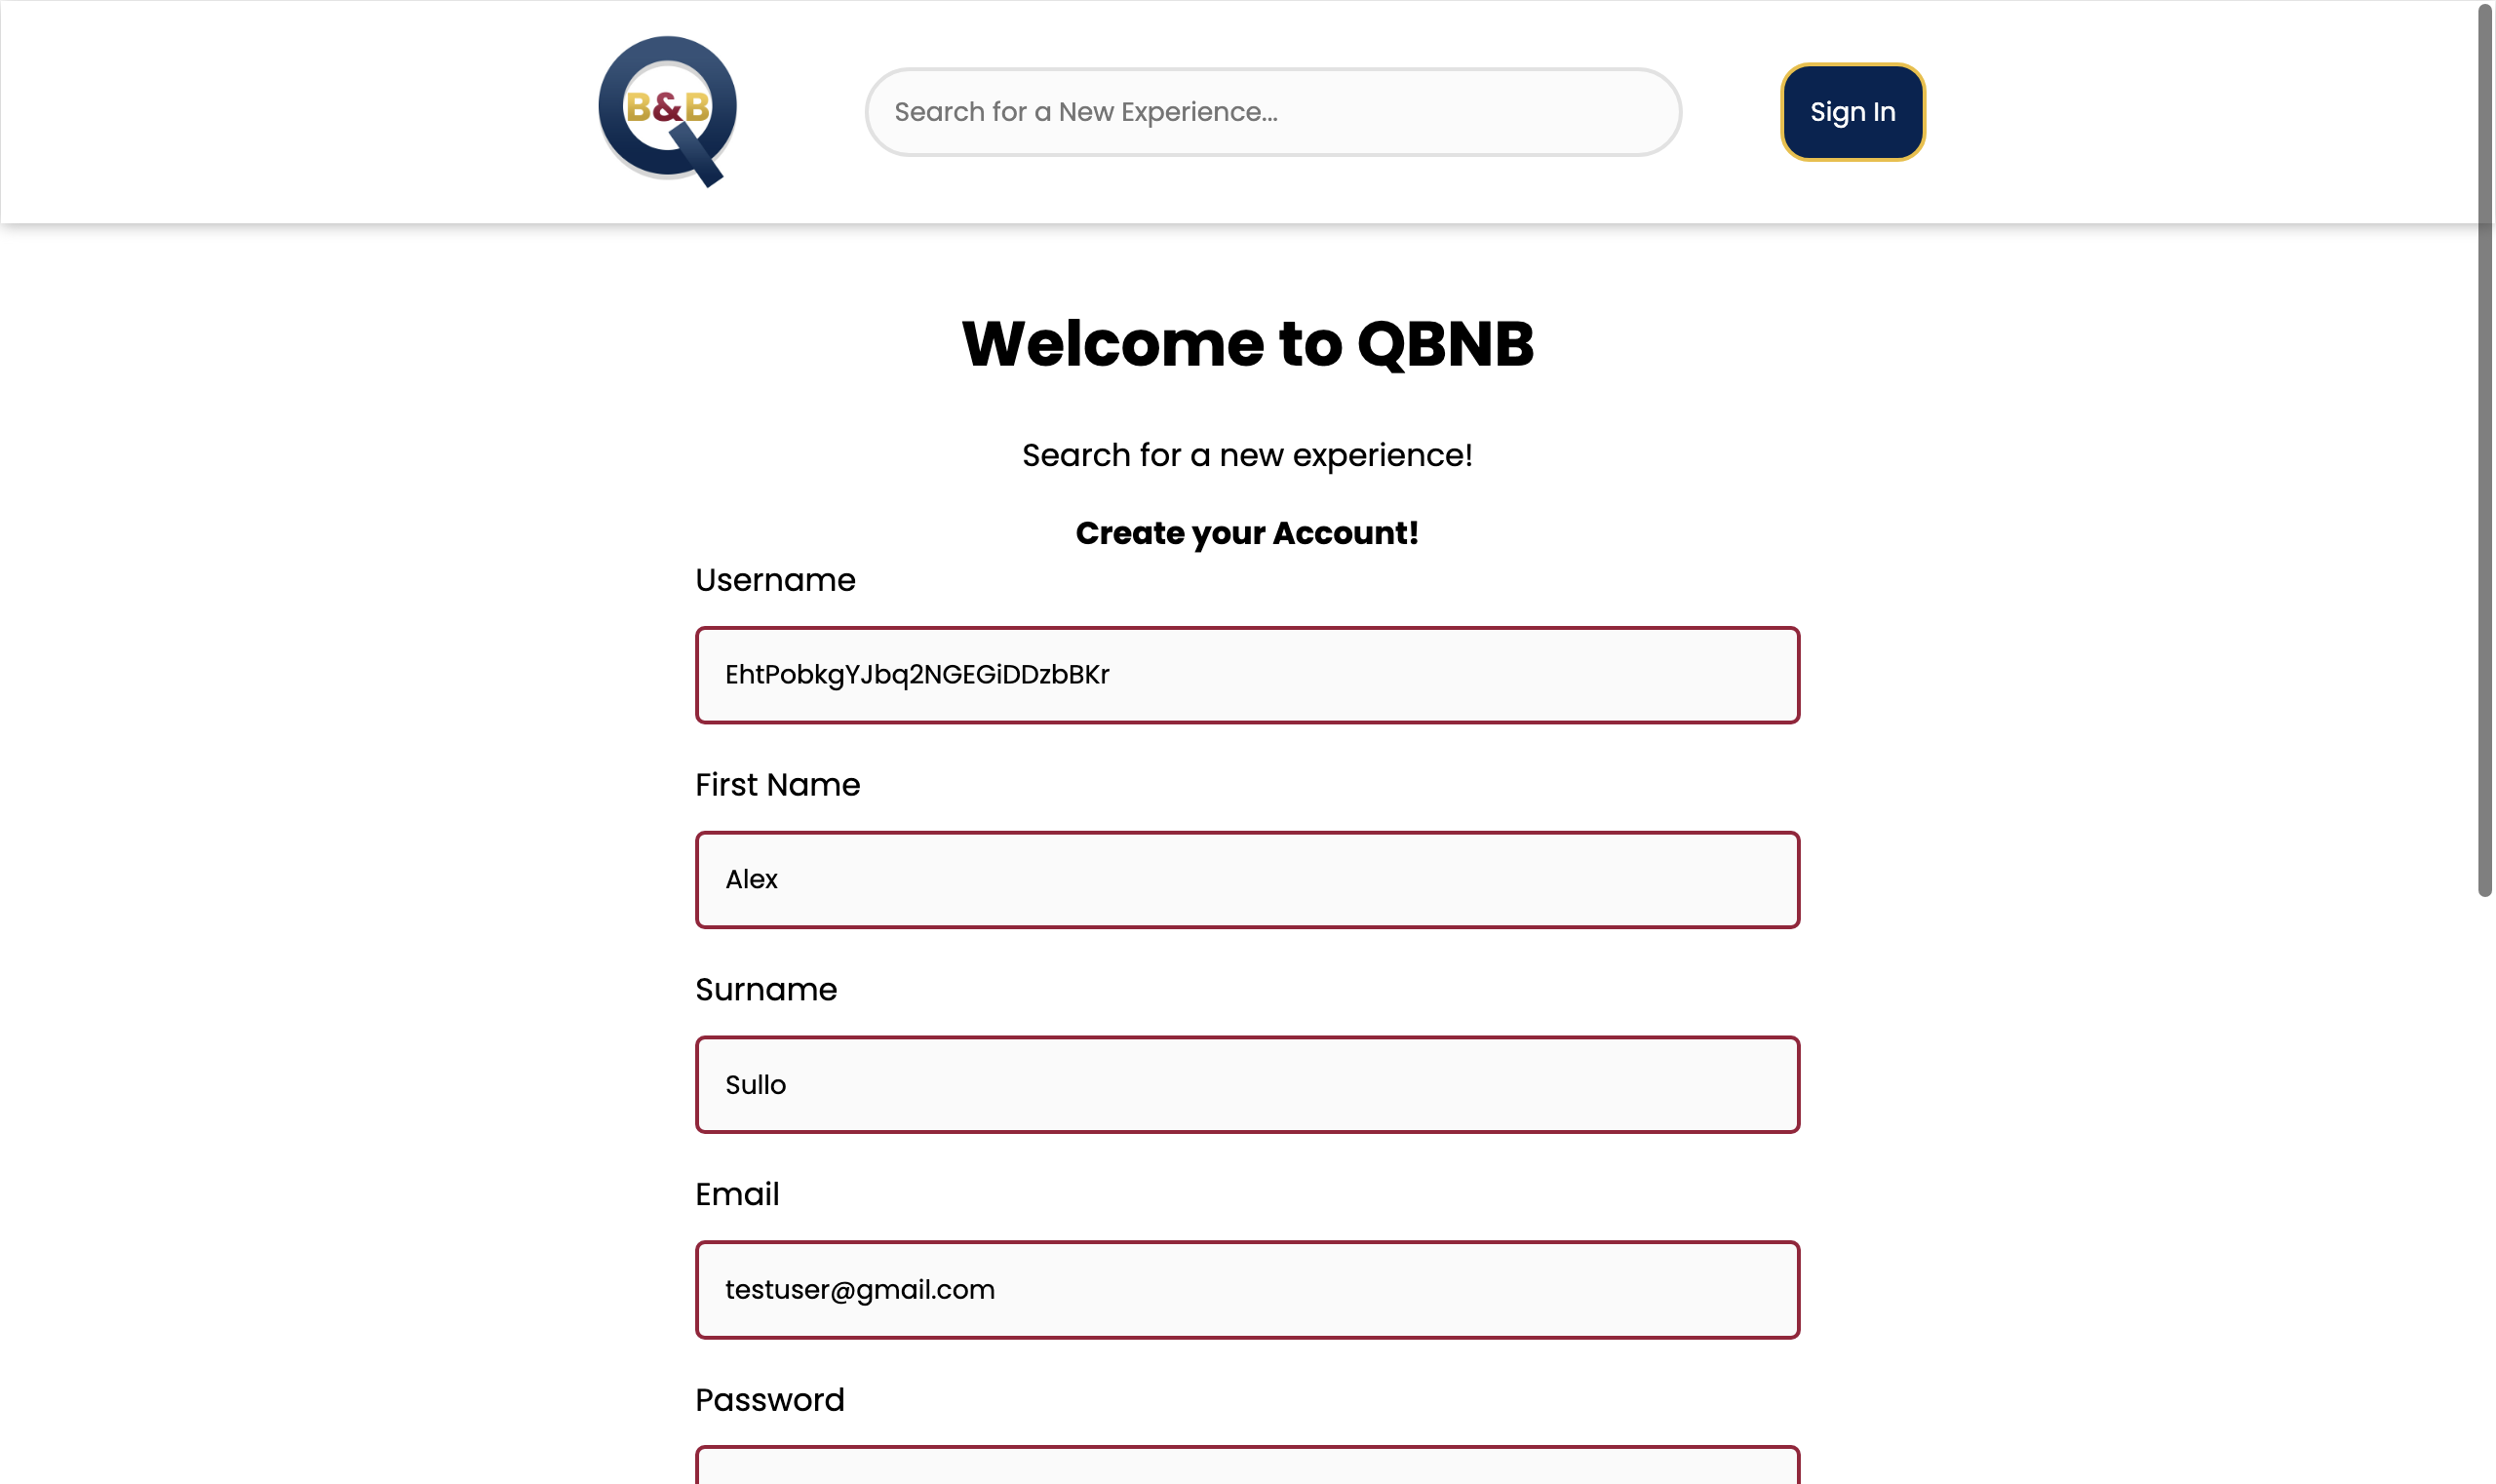 B&B
Search for a New Experience...
Sign In
Welcome to QBNB
Search for a new experience!
Create your Account!
Username
EhtPobkgYJbq2NGEGiDDzbBKr
First Name
Alex
Surname
Sullo
Email
testuser@gmail.com
Password